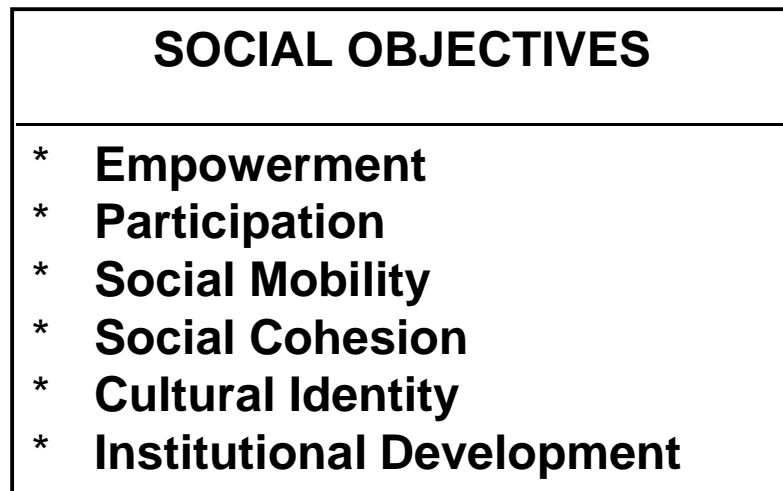 SOCIAL OBJECTIVES
* Empowerment
* Participation
* Social Mobility
* Social Cohesion
* Cultural Identity
* Institutional Development